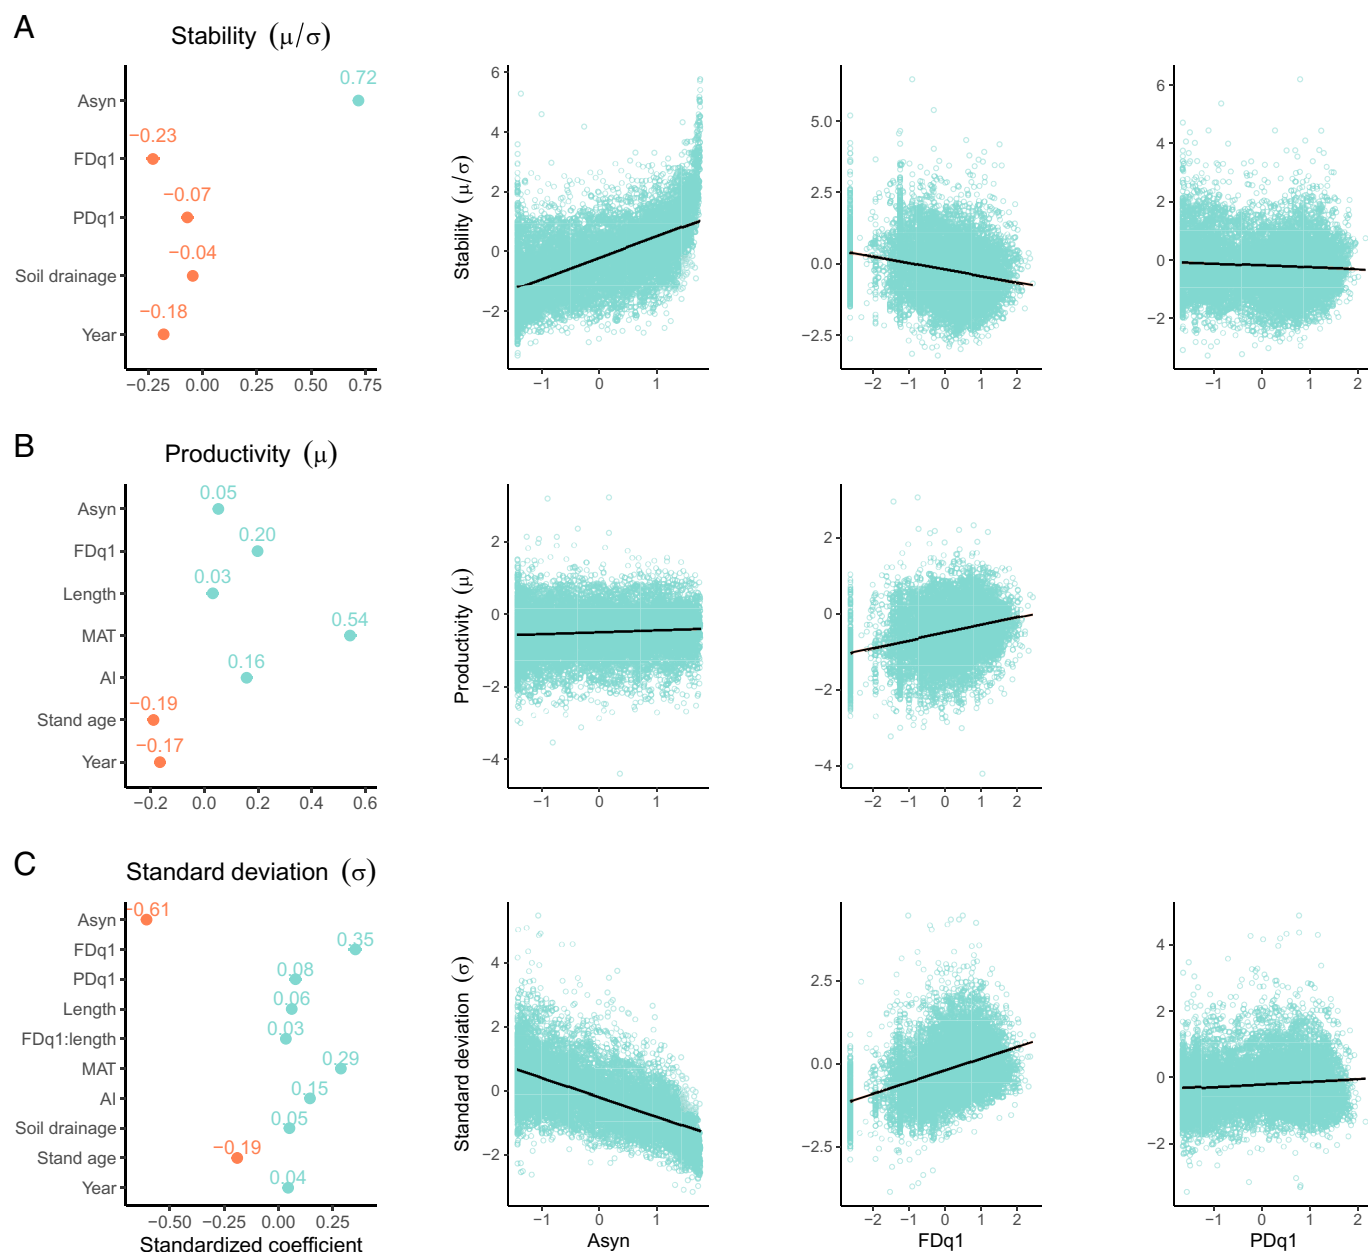 A
Stability (μ/σ)
Asyn
FDq1
PDq1
Soil drainage
Year
0.72
−0.23
−0.07
−0.04
−0.18
−0.25 0.00 0.25 0.50 0.75
Stability (μ/σ)
6
4
2
0
−2
−1 0 1
5.0
2.5
0.0
−2.5
−2 −1 0 1 2
6
4
2
0
−2
−1 0 1 2
B
Productivity (μ)
Asyn
FDq1
Length
MAT
AI
Stand age
Year
0.05
0.20
0.03
0.54
0.16
−0.19
−0.17
−0.2 0.0 0.2 0.4 0.6
Productivity (μ)
2
0
−2
−4
−1 0 1
2
0
−2
−4
−2 −1 0 1 2
C
Standard deviation (σ)
Asyn
FDq1
PDq1
Length
FDq1:length
MAT
AI
Soil drainage
Stand age
Year
−0.61
0.35
0.08
0.06
0.03
0.29
0.15
0.05
−0.19
0.04
−0.50 −0.25 0.00 0.25
Standardized coefficient
Standard deviation (σ)
4
2
0
−2
−1 0 1
Asyn
2.5
0.0
−2.5
−2 −1 0 1 2
FDq1
4
2
0
−2
−1 0 1 2
PDq1